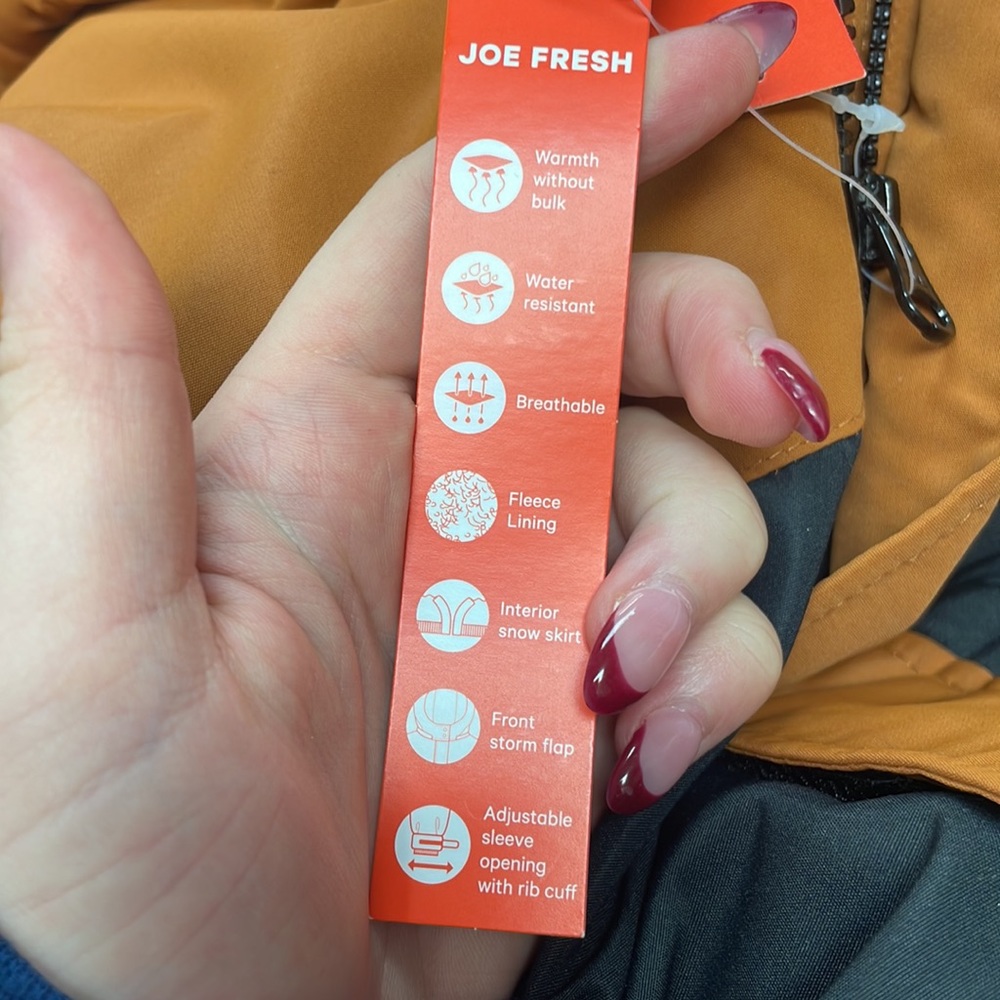 JOE FRESH
Warmth
without
bulk
Water
resistant
Breathable
Fleece
Lining
Interior
snow skirt
Front
storm flap
Adjustable
sleeve
opening
with rib cuff